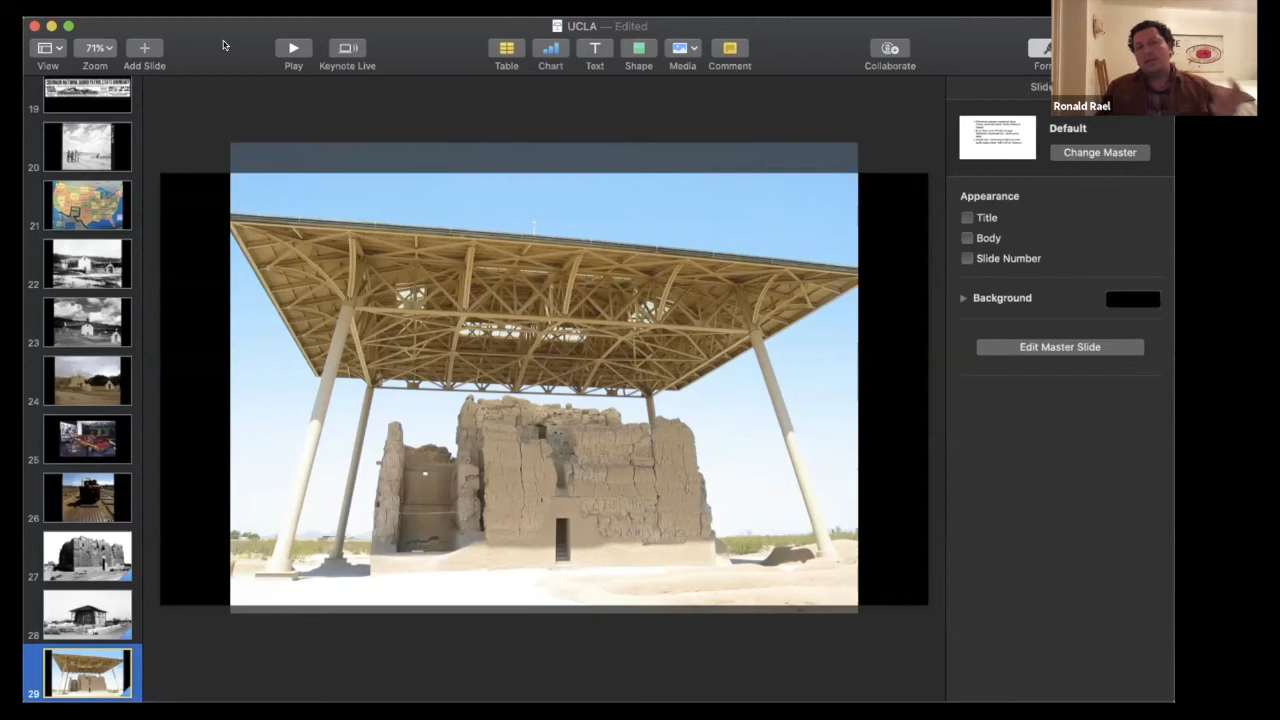 UCLA — Edited
View
71%
Zoom
Add Slide
Play
Keynote Live
Table
Chart
Text
Shape
Media
Comment
Collaborate
Ronald Rael
Default
Change Master
Appearance
Title
Body
Slide Number
Background
Edit Master Slide
19
20
21
22
23
24
25
26
27
28
29